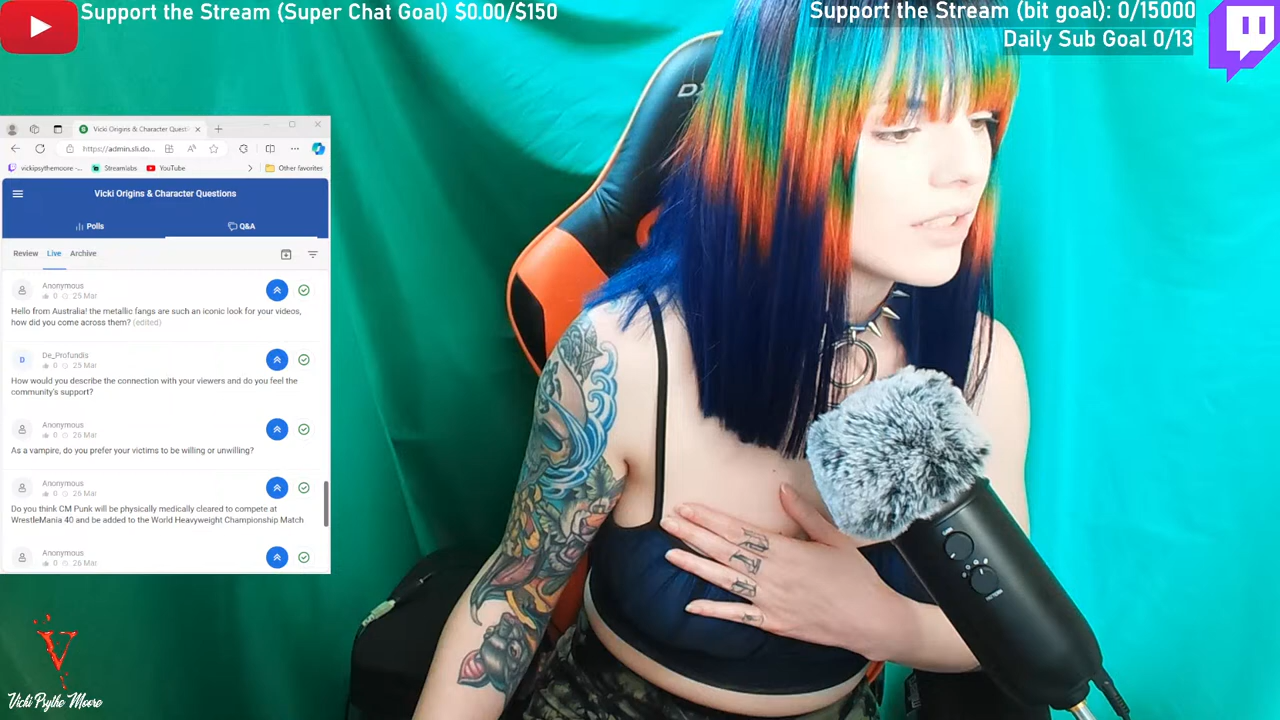 Support the Stream (Super Chat Goal) $0.00/$150
Support the Stream (bit goal): 0/15000
Daily Sub Goal 0/13
Vicki Origins & Character Questi
https://admin.sli.do...
vickipsythemoore -...
Streamlabs
YouTube
Other favorites
Vicki Origins & Character Questions
Polls
Q&A
Review
Live
Archive
Anonymous
0 25 Mar
Hello from Australia! the metallic fangs are such an iconic look for your videos,
how did you come across them? (edited)
D
De_Profundis
0 25 Mar
How would you describe the connection with your viewers and do you feel the
community's support?
Anonymous
0 26 Mar
As a vampire, do you prefer your victims to be willing or unwilling?
Anonymous
0 26 Mar
Do you think CM Punk will be physically medically cleared to compete at
WrestleMania 40 and be added to the World Heavyweight Championship Match
Anonymous
0 26 Mar
DX
V
Vicki Psythe Moore